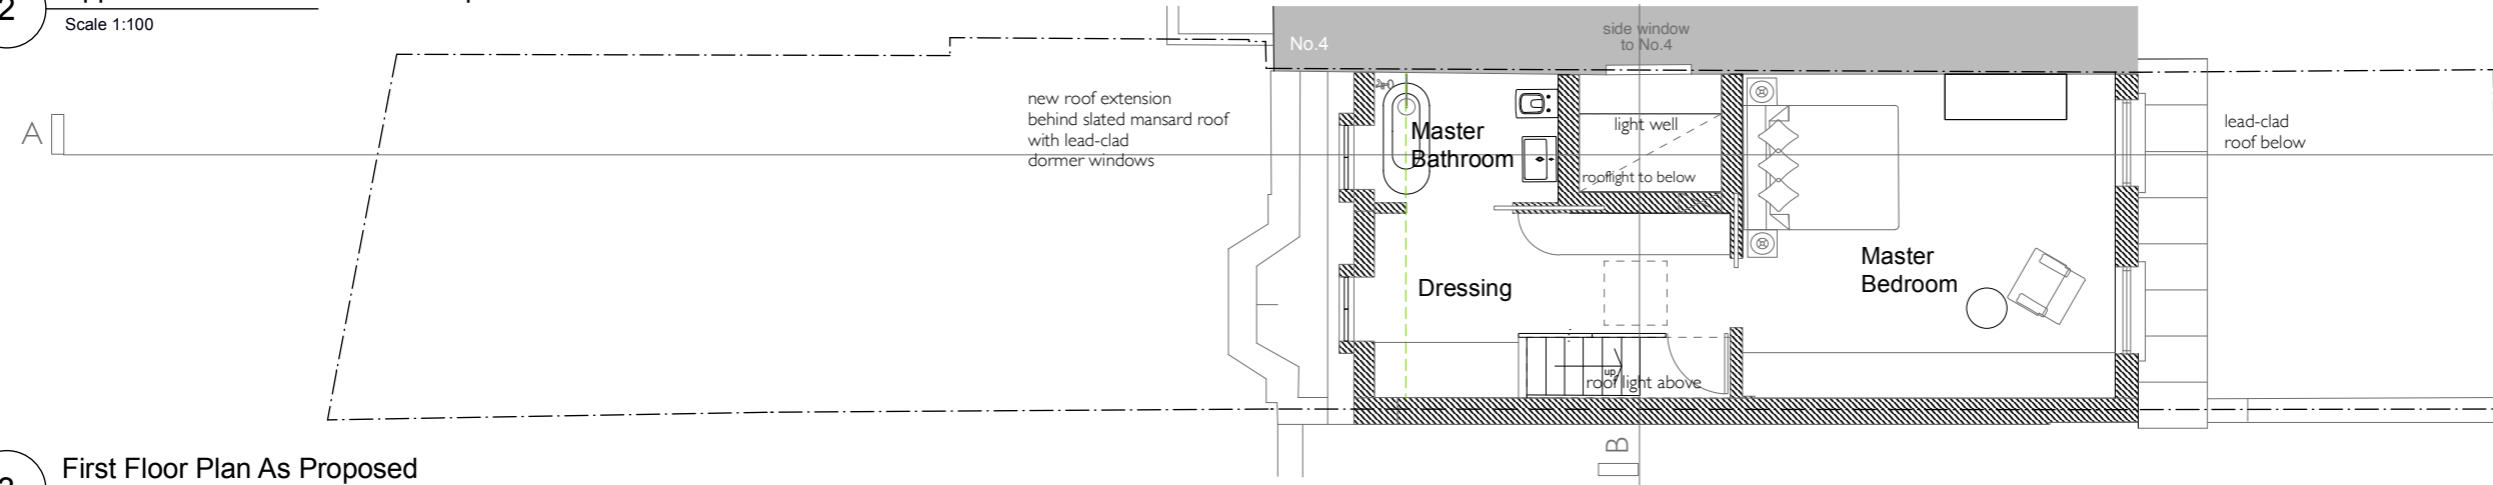 2
Scale 1:100
No.4
side window
to No.4
new roof extension
behind slated mansard roof
with lead-clad
dormer windows
A
Master
Bathroom
light well
rooflight to below
lead-clad
roof below
Master
Bedroom
Dressing
up
roof light above
B
First Floor Plan As Proposed